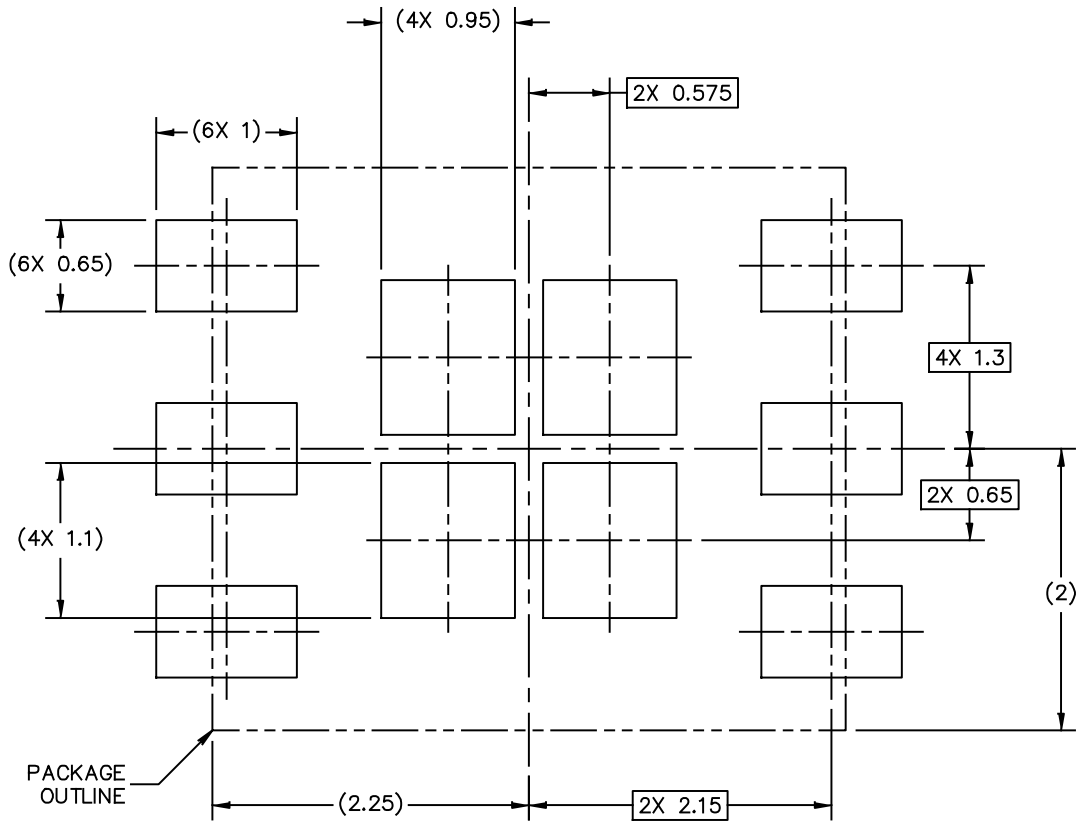 (4X 0.95)
2X 0.575
(6X 1)
(6X 0.65)
4X 1.3
2X 0.65
(4X 1.1)
(2)
PACKAGE
OUTLINE
(2.25)
2X 2.15